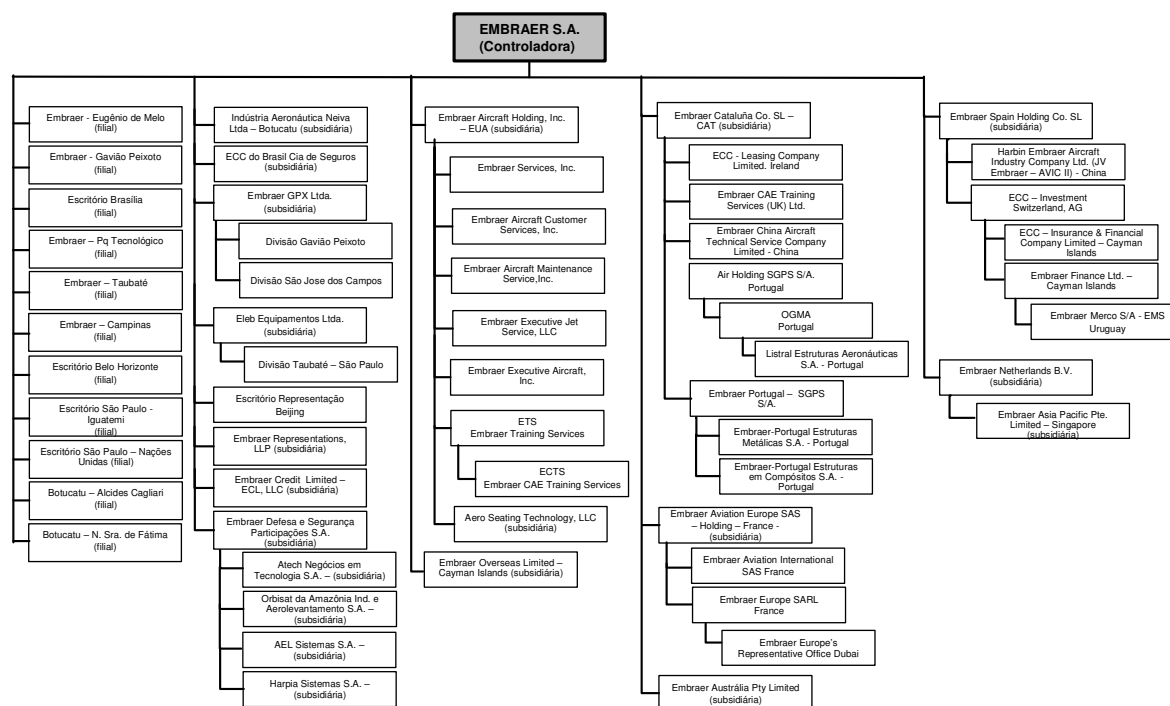 EMBRAER S.A.
(Controladora)
Embraer - Eugênio de Melo
(filial)
Embraer - Gavião Peixoto
(filial)
Escritório Brasília
(filial)
Embraer – Pq Tecnológico
(filial)
Embraer – Taubaté
(filial)
Embraer – Campinas
(filial)
Escritório Belo Horizonte
(filial)
Escritório São Paulo -
Iguatemi
(filial)
Escritório São Paulo – Nações
Unidas (filial)
Botucatu – Alcides Cagliari
(filial)
Botucatu – N. Sra. de Fátima
(filial)
Indústria Aeronáutica Neiva
Ltda – Botucatu (subsidiária)
ECC do Brasil Cia de Seguros
(subsidiária)
Embraer GPX Ltda.
(subsidiária)
Divisão Gavião Peixoto
Divisão São Jose dos Campos
Eleb Equipamentos Ltda.
(subsidiária)
Divisão Taubaté – São Paulo
Escritório Representação
Beijing
Embraer Representations,
LLP (subsidiária)
Embraer Credit Limited –
ECL, LLC (subsidiária)
Embraer Defesa e Segurança
Participações S.A.
(subsidiária)
Atech Negócios em
Tecnologia S.A. – (subsidiária)
Orbisat da Amazônia Ind. e
Aerolevantamento S.A. –
(subsidiária)
AEL Sistemas S.A. –
(subsidiária)
Harpia Sistemas S.A. –
(subsidiária)
Embraer Aircraft Holding, Inc.
– EUA (subsidiária)
Embraer Services, Inc.
Embraer Aircraft Customer
Services, Inc.
Embraer Aircraft Maintenance
Service,Inc.
Embraer Executive Jet
Service, LLC
Embraer Executive Aircraft,
Inc.
ETS
Embraer Training Services
ECTS
Embraer CAE Training Services
Aero Seating Technology, LLC
(subsidiária)
Embraer Overseas Limited –
Cayman Islands (subsidiária)
Embraer Cataluña Co. SL –
CAT (subsidiária)
ECC - Leasing Company
Limited. Ireland
Embraer CAE Training
Services (UK) Ltd.
Embraer China Aircraft
Technical Service Company
Limited - China
Air Holding SGPS S/A.
Portugal
OGMA
Portugal
Listral Estruturas Aeronáuticas
S.A. - Portugal
Embraer Portugal – SGPS
S/A.
Embraer-Portugal Estruturas
Metálicas S.A. - Portugal
Embraer-Portugal Estruturas
em Compósitos S.A. -
Portugal
Embraer Aviation Europe SAS
– Holding – France -
(subsidiária)
Embraer Aviation International
SAS France
Embraer Europe SARL
France
Embraer Europe's
Representative Office Dubai
Embraer Austrália Pty Limited
(subsidiária)
Embraer Spain Holding Co. SL
(subsidiária)
Harbin Embraer Aircraft
Industry Company Ltd. (JV
Embraer – AVIC II) - China
ECC – Investment
Switzerland, AG
ECC – Insurance & Financial
Company Limited – Cayman
Islands
Embraer Finance Ltd. –
Cayman Islands
Embraer Merco S/A - EMS
Uruguay
Embraer Netherlands B.V.
(subsidiária)
Embraer Asia Pacific Pte.
Limited – Singapore
(subsidiária)